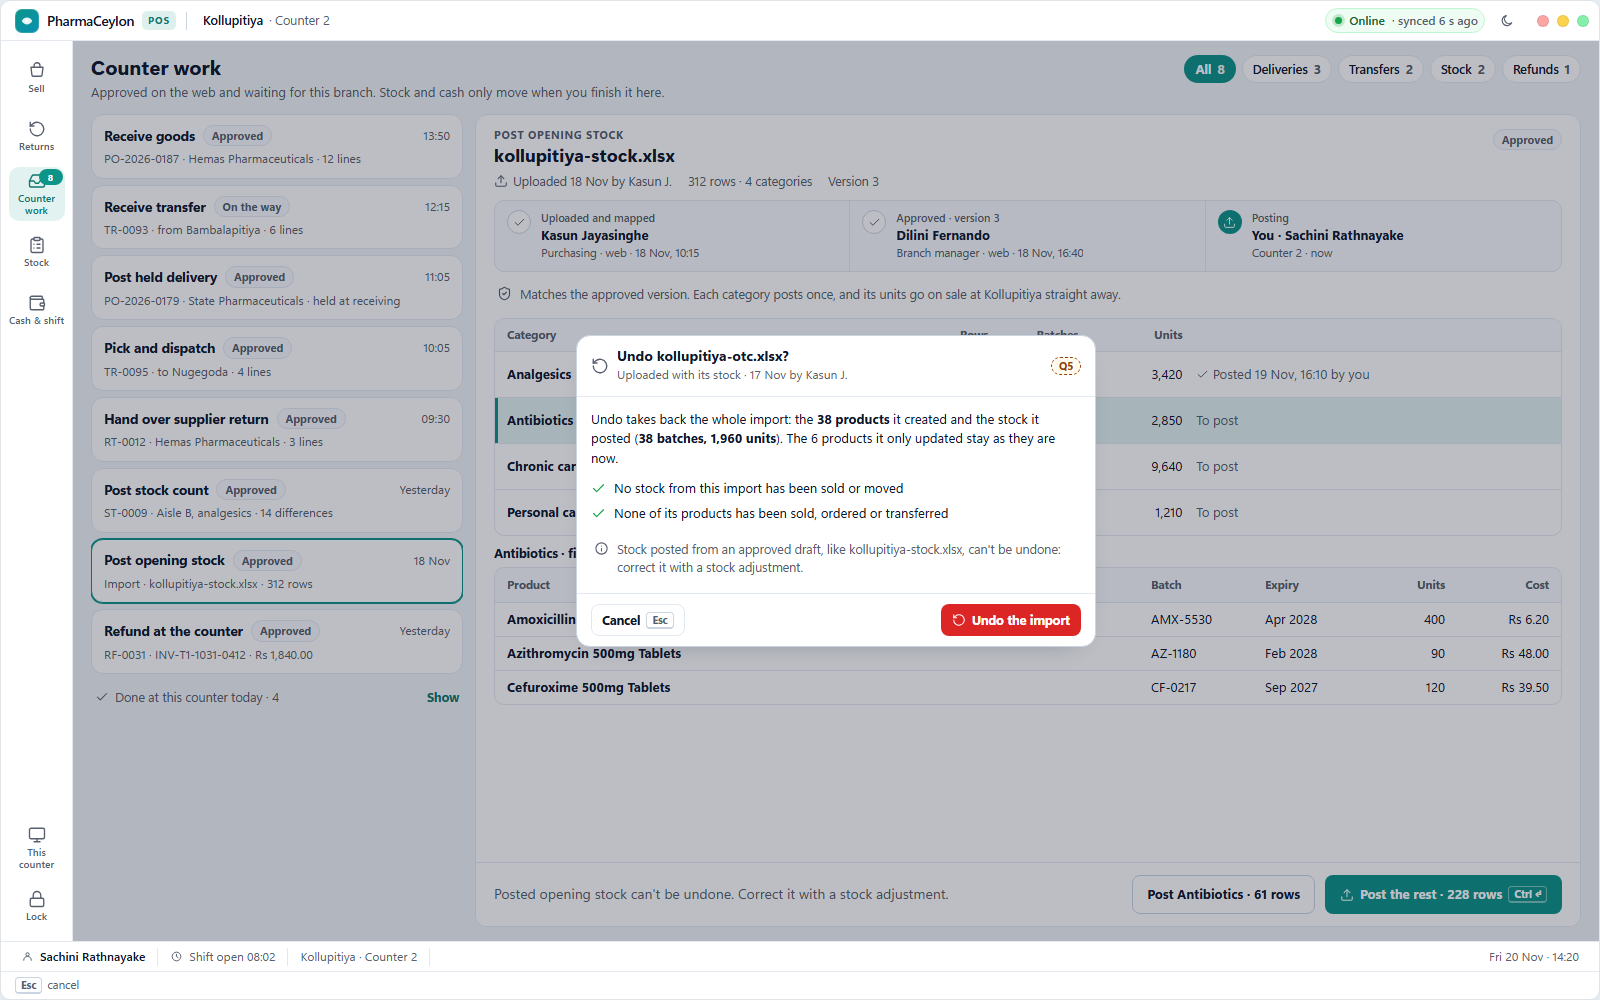 PharmaCeylon POS Kollupitiya · Counter 2
Online · synced 6 s ago
Sell
Returns
8
Counter work
Stock
Cash & shift
This counter
Lock
Counter work
Approved on the web and waiting for this branch. Stock and cash only move when you finish it here.
All 8 Deliveries 3 Transfers 2 Stock 2 Refunds 1
Receive goods Approved 13:50
PO-2026-0187 · Hemas Pharmaceuticals · 12 lines
Receive transfer On the way 12:15
TR-0093 · from Bambalapitiya · 6 lines
Post held delivery Approved 11:05
PO-2026-0179 · State Pharmaceuticals · held at receiving
Pick and dispatch Approved 10:05
TR-0095 · to Nugegoda · 4 lines
Hand over supplier return Approved 09:30
RT-0012 · Hemas Pharmaceuticals · 3 lines
Post stock count Approved Yesterday
ST-0009 · Aisle B, analgesics · 14 differences
Post opening stock Approved 18 Nov
Import · kollupitiya-stock.xlsx · 312 rows
Refund at the counter Approved Yesterday
RF-0031 · INV-T1-1031-0412 · Rs 1,840.00
Done at this counter today · 4 Show
POST OPENING STOCK
kollupitiya-stock.xlsx
Approved
Uploaded 18 Nov by Kasun J. 312 rows · 4 categories Version 3
Uploaded and mapped
Kasun Jayasinghe
Purchasing · web · 18 Nov, 10:15
Approved · version 3
Dilini Fernando
Branch manager · web · 18 Nov, 16:40
Posting
You · Sachini Rathnayake
Counter 2 · now
Matches the approved version. Each category posts once, and its units go on sale at Kollupitiya straight away.
Category Rows Batches Units
Analgesics 3,420 Posted 19 Nov, 16:10 by you
Antibiotics 2,850 To post
Chronic car 9,640 To post
Personal ca 1,210 To post
Antibiotics · fi
Product Batch Expiry Units Cost
Amoxicillin AMX-5530 Apr 2028 400 Rs 6.20
Azithromycin 500mg Tablets AZ-1180 Feb 2028 90 Rs 48.00
Cefuroxime 500mg Tablets CF-0217 Sep 2027 120 Rs 39.50
Undo kollupitiya-otc.xlsx?
Uploaded with its stock · 17 Nov by Kasun J.
Q5
Undo takes back the whole import: the 38 products it created and the stock it
posted (38 batches, 1,960 units). The 6 products it only updated stay as they are
now.
No stock from this import has been sold or moved
None of its products has been sold, ordered or transferred
Stock posted from an approved draft, like kollupitiya-stock.xlsx, can't be undone:
correct it with a stock adjustment.
Cancel Esc Undo the import
Posted opening stock can't be undone. Correct it with a stock adjustment.
Post Antibiotics · 61 rows Post the rest · 228 rows Ctrl ⏎
Sachini Rathnayake Shift open 08:02 Kollupitiya · Counter 2 Fri 20 Nov · 14:20
Esc cancel